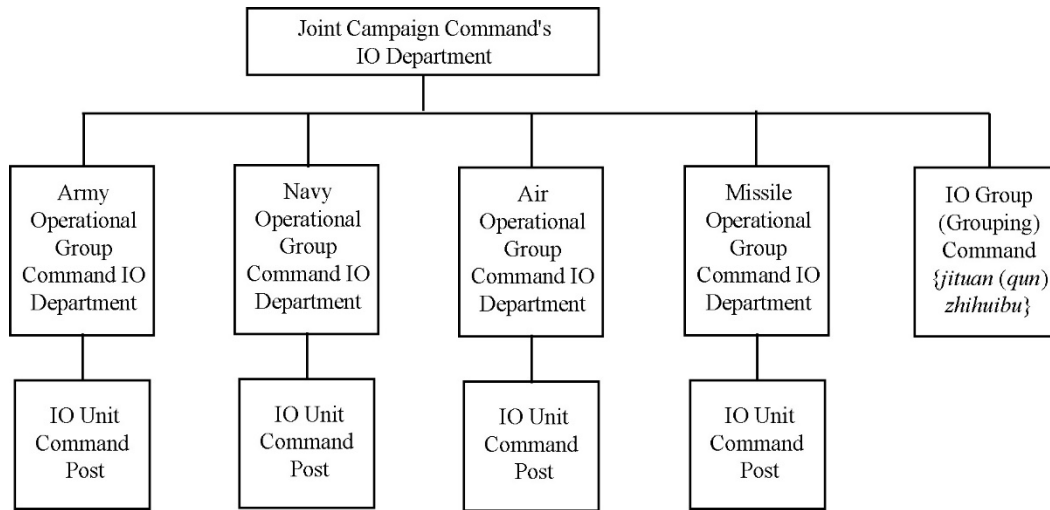 Joint Campaign Command's
IO Department
Army
Operational
Group
Command IO
Department
Navy
Operational
Group
Command IO
Department
Air
Operational
Group
Command IO
Department
Missile
Operational
Group
Command IO
Department
IO Group
(Grouping)
Command
{jituan (qun)
zhihuibu}
IO Unit
Command
Post
IO Unit
Command
Post
IO Unit
Command
Post
IO Unit
Command
Post